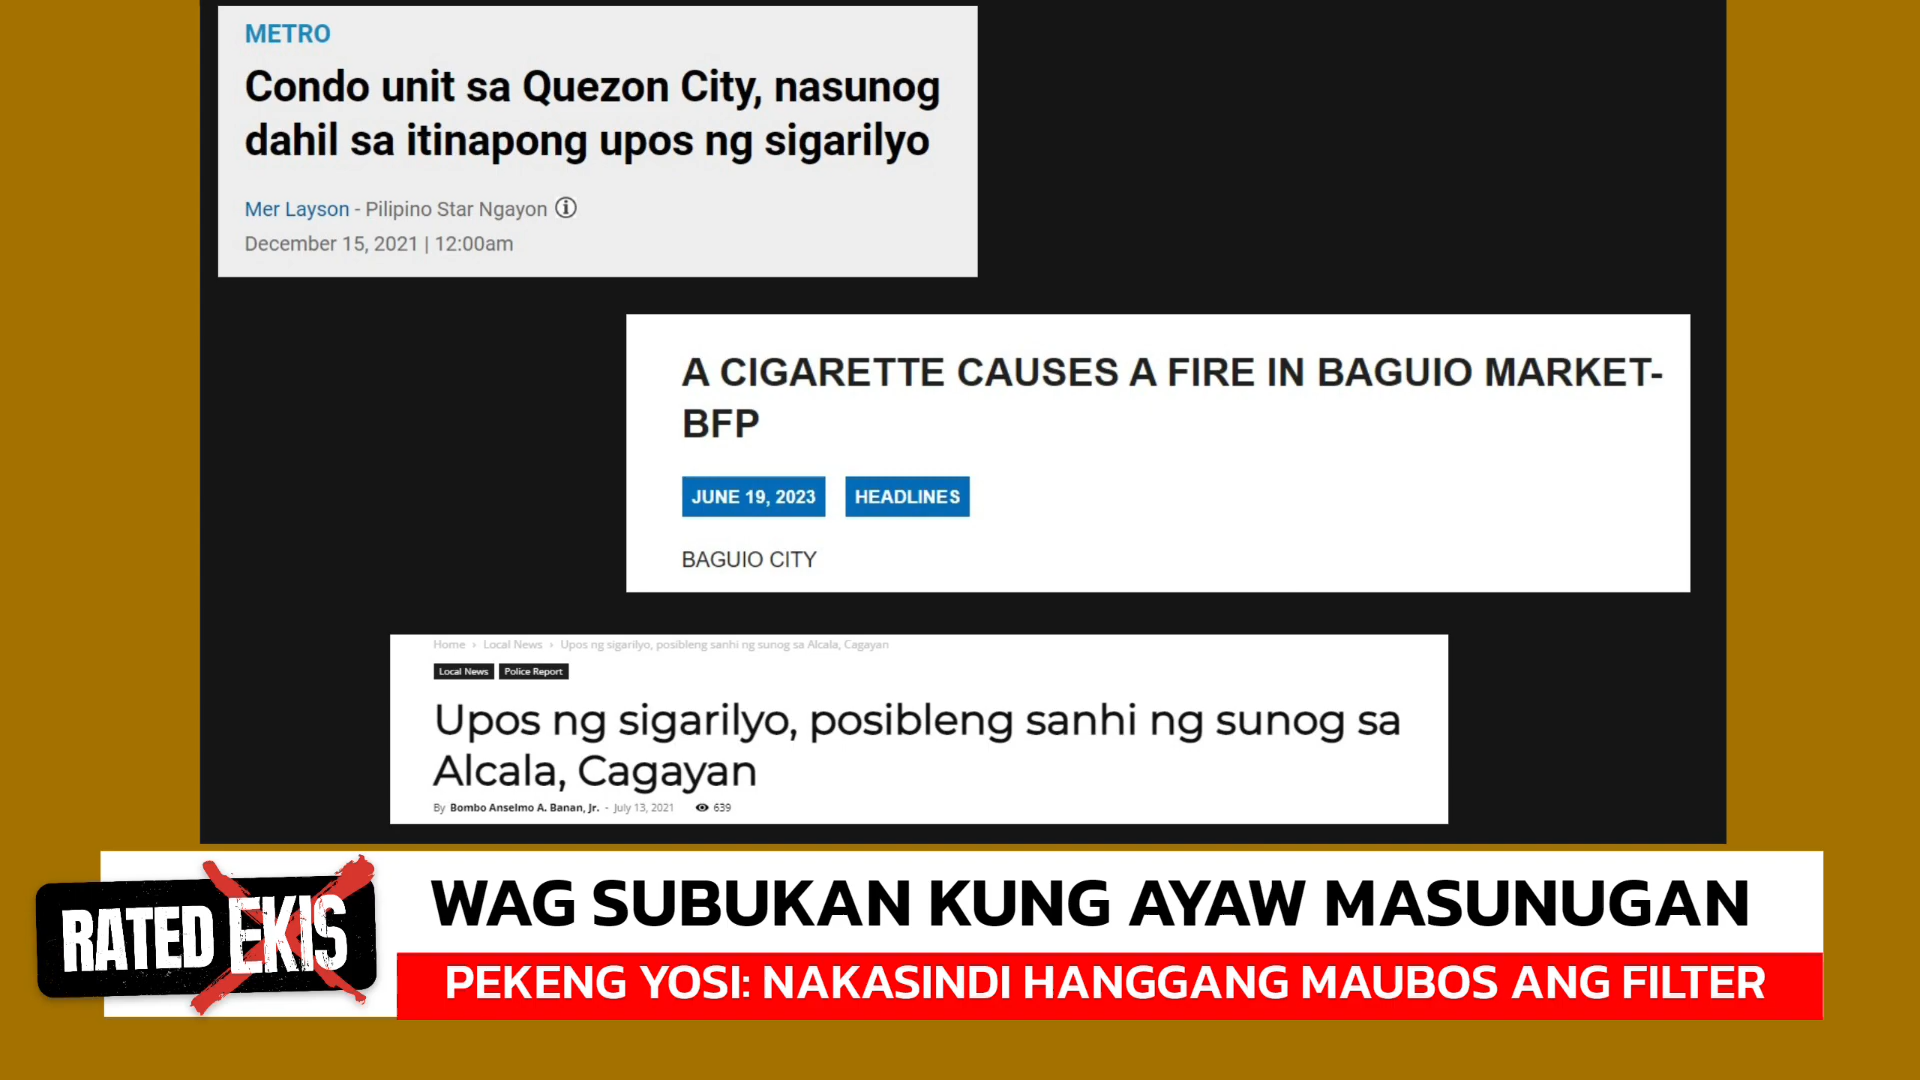 METRO
Condo unit sa Quezon City, nasunog
dahil sa itinapong upos ng sigarilyo
Mer Layson - Pilipino Star Ngayon
December 15, 2021 | 12:00am
A CIGARETTE CAUSES A FIRE IN BAGUIO MARKET-
BFP
JUNE 19, 2023 HEADLINES
BAGUIO CITY
Home › Local News › Upos ng sigarilyo, posibleng sanhi ng sunog sa Alcala, Cagayan
Local News Police Report
Upos ng sigarilyo, posibleng sanhi ng sunog sa
Alcala, Cagayan
By Bombo Anselmo A. Banan, Jr. - July 13, 2021 639
RATED EKIS
WAG SUBUKAN KUNG AYAW MASUNUGAN
PEKENG YOSI: NAKASINDI HANGGANG MAUBOS ANG FILTER